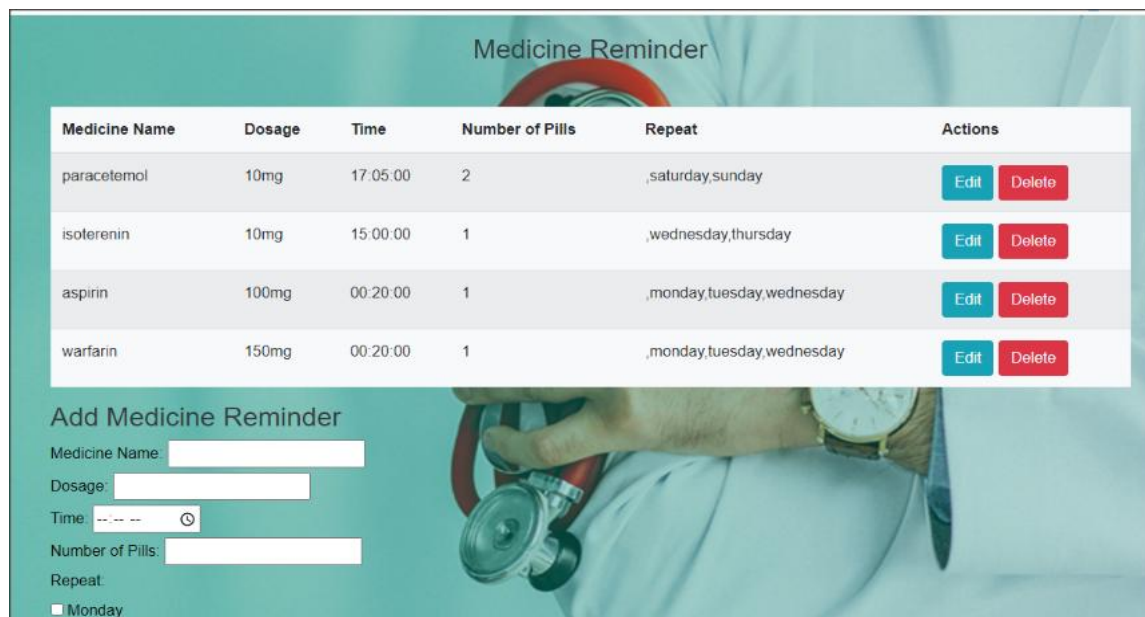 Medicine Reminder
Medicine Name Dosage Time Number of Pills Repeat Actions
paracetemol 10mg 17:05:00 2 ,saturday,sunday Edit Delete
isoterenin 10mg 15:00:00 1 ,wednesday,thursday Edit Delete
aspirin 100mg 00:20:00 1 ,monday,tuesday,wednesday Edit Delete
warfarin 150mg 00:20:00 1 ,monday,tuesday,wednesday Edit Delete
Add Medicine Reminder
Medicine Name:
Dosage:
Time: --:-- --
Number of Pills:
Repeat:
Monday